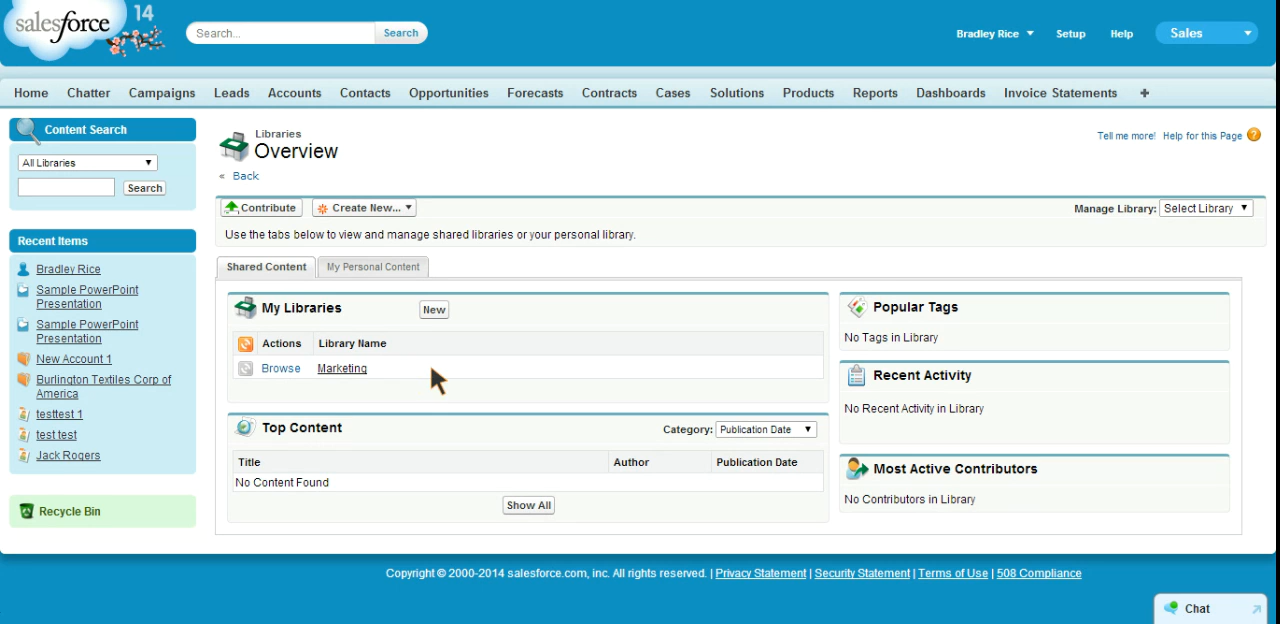 salesforce
14
Search...
Search
Bradley Rice
Setup
Help
Sales
Home
Chatter
Campaigns
Leads
Accounts
Contacts
Opportunities
Forecasts
Contracts
Cases
Solutions
Products
Reports
Dashboards
Invoice Statements
+
Content Search
All Libraries
Search
Recent Items
Bradley Rice
Sample PowerPoint
Presentation
Sample PowerPoint
Presentation
New Account 1
Burlington Textiles Corp of
America
testtest 1
test test
Jack Rogers
Recycle Bin
Libraries
Overview
« Back
Tell me more!
Help for this Page
?
Contribute
Create New...
Manage Library:
Select Library
Use the tabs below to view and manage shared libraries or your personal library.
Shared Content
My Personal Content
My Libraries
New
Actions
Library Name
Browse
Marketing
Top Content
Category:
Publication Date
Title
Author
Publication Date
No Content Found
Show All
Popular Tags
No Tags in Library
Recent Activity
No Recent Activity in Library
Most Active Contributors
No Contributors in Library
Copyright © 2000-2014 salesforce.com, inc. All rights reserved. | Privacy Statement | Security Statement | Terms of Use | 508 Compliance
Chat